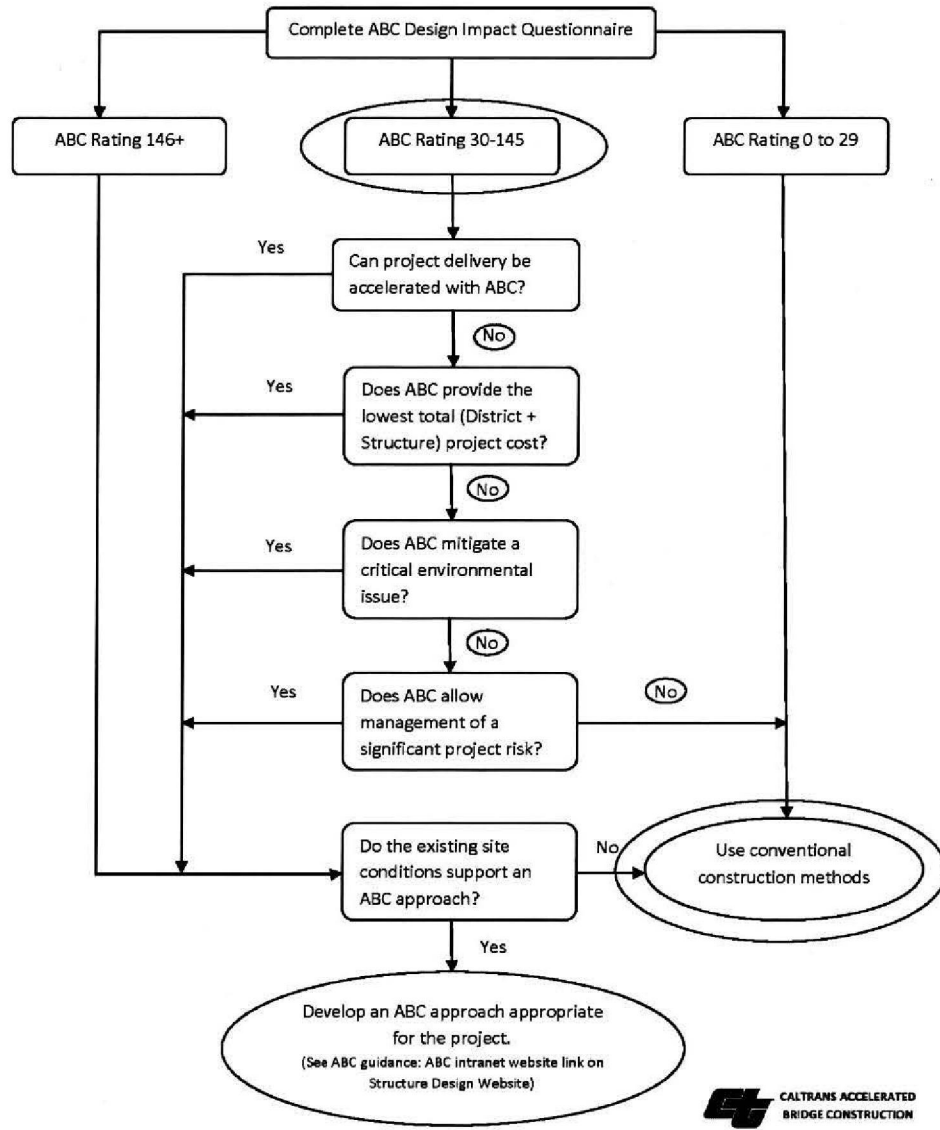 Complete ABC Design Impact Questionnaire
ABC Rating 146+
ABC Rating 30-145
ABC Rating 0 to 29
Yes
Can project delivery be
accelerated with ABC?
No
Yes
Does ABC provide the
lowest total (District +
Structure) project cost?
No
Yes
Does ABC mitigate a
critical environmental
issue?
No
Yes
Does ABC allow
management of a
significant project risk?
No
Do the existing site
conditions support an
ABC approach?
No
Use conventional
construction methods
Yes
Develop an ABC approach appropriate
for the project.
(See ABC guidance: ABC intranet website link on
Structure Design Website)
CT
CALTRANS ACCELERATED
BRIDGE CONSTRUCTION